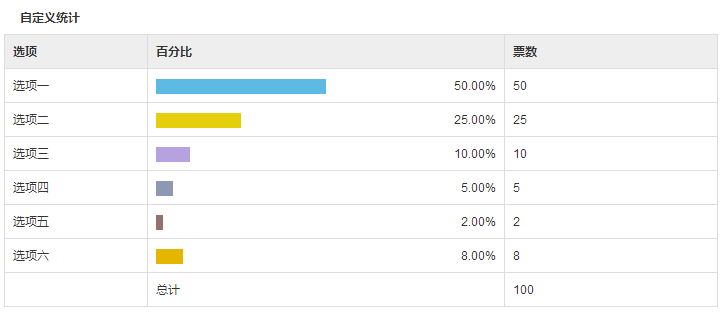 自定义统计
选项 百分比 票数
选项一 50.00% 50
选项二 25.00% 25
选项三 10.00% 10
选项四 5.00% 5
选项五 2.00% 2
选项六 8.00% 8
总计 100